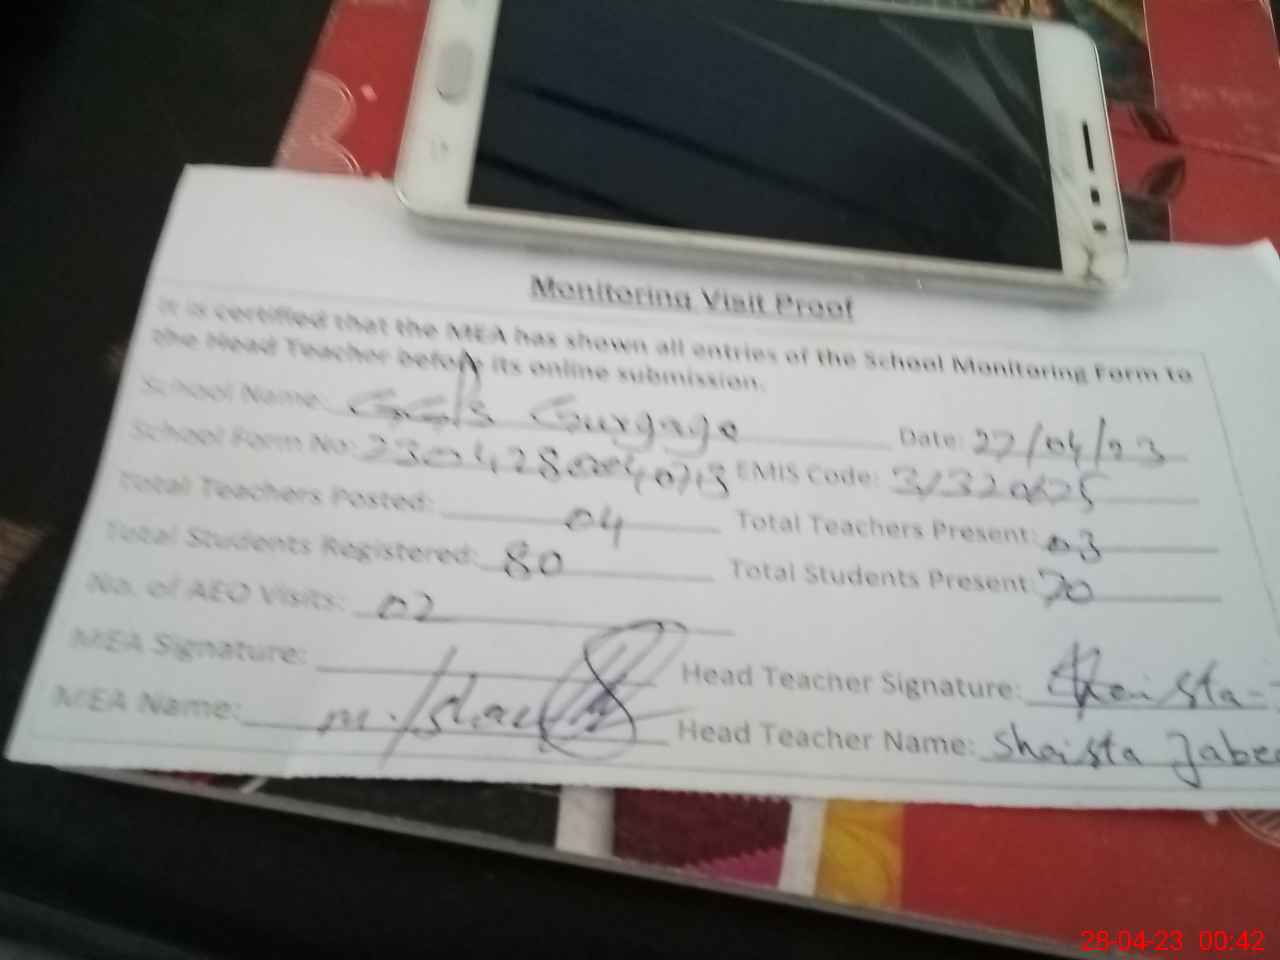 Monitoring Visit Proof
It is certified that the MEA has shown all entries of the School Monitoring Form to
the Head Teacher before its online submission.
School Name: Gurgage Date: 27/04/23
School Form No: EMIS Code:
Total Teachers Posted: 04 Total Teachers Present: 03
Total Students Registered: 80 Total Students Present: 70
No. of AEO Visits: 02
MEA Signature: Head Teacher Signature: Shaista
MEA Name: Head Teacher Name: Shaista
28-04-23 00:42